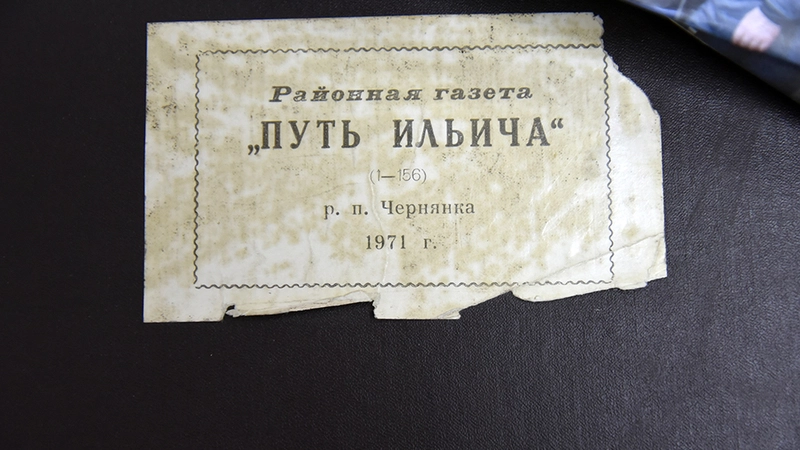 Районная газета
„ПУТЬ ИЛЬИЧА“
(1—156)
р. п. Чернянка
1971 г.